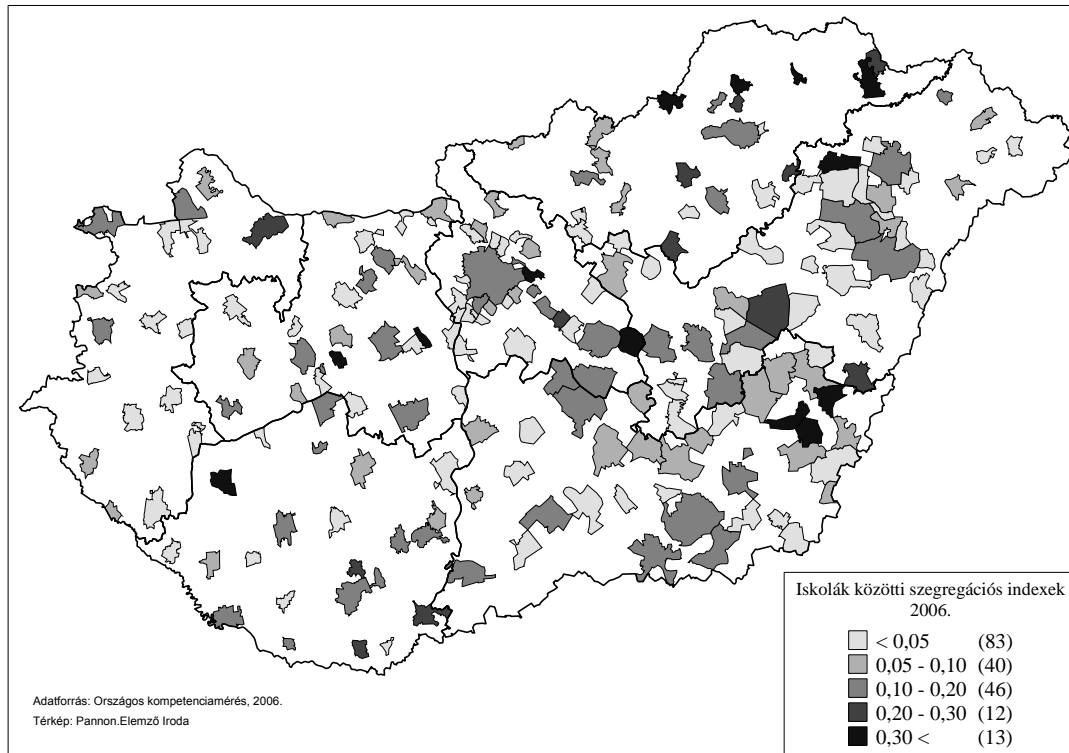 Iskolák közötti szegregációs indexek
2006.
< 0,05 (83)
0,05 - 0,10 (40)
0,10 - 0,20 (46)
0,20 - 0,30 (12)
0,30 < (13)
Adatforrás: Országos kompetenciamérés, 2006.
Térkép: Pannon.Elemző Iroda